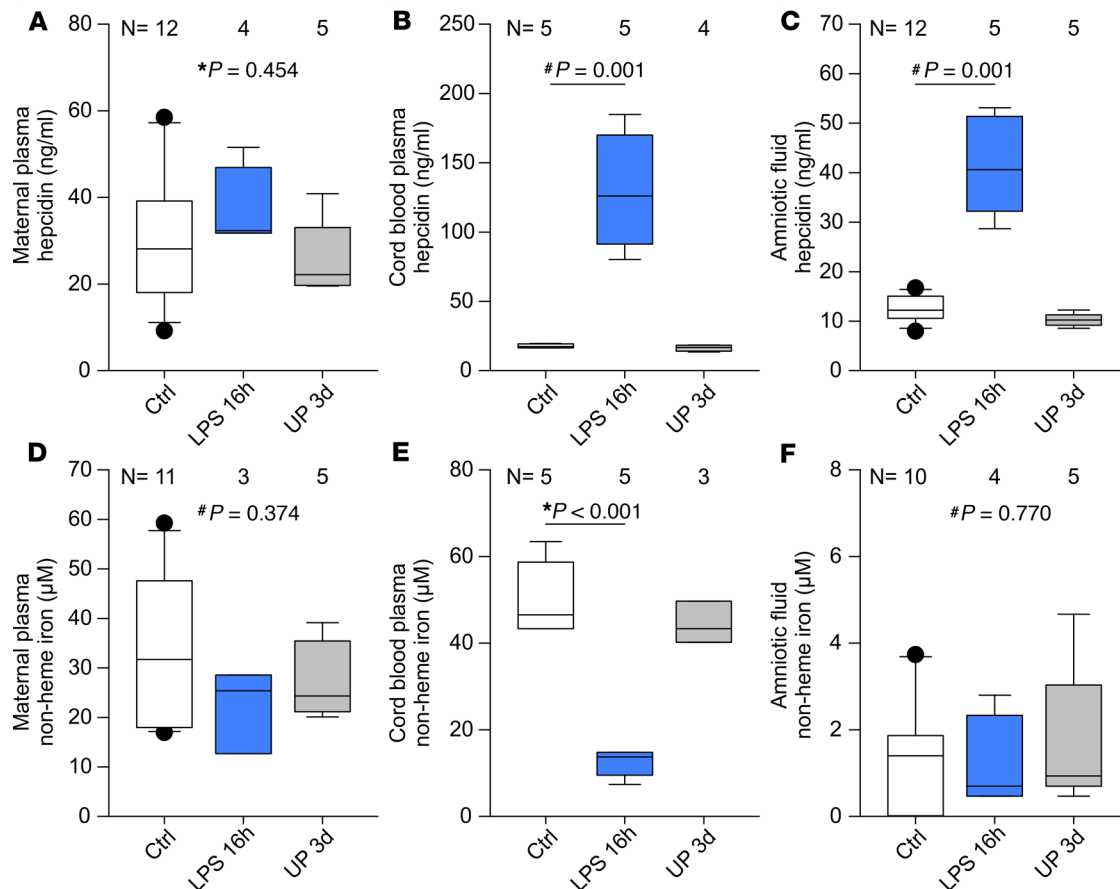 A
N= 12 4 5
*P = 0.454
Maternal plasma
hepcidin (ng/ml)
80
60
40
20
0
Ctrl
LPS 16h
UP 3d
B
N= 5 5 4
#P = 0.001
Cord blood plasma
hepcidin (ng/ml)
250
200
150
100
50
0
Ctrl
LPS 16h
UP 3d
C
N= 12 5 5
#P = 0.001
Amniotic fluid
hepcidin (ng/ml)
70
60
50
40
30
20
10
0
Ctrl
LPS 16h
UP 3d
D
N= 11 3 5
#P = 0.374
Maternal plasma
non-heme iron (µM)
70
60
50
40
30
20
10
0
Ctrl
LPS 16h
UP 3d
E
N= 5 5 3
*P < 0.001
Cord blood plasma
non-heme iron (µM)
80
60
40
20
0
Ctrl
LPS 16h
UP 3d
F
N= 10 4 5
#P = 0.770
Amniotic fluid
non-heme iron (µM)
8
6
4
2
0
Ctrl
LPS 16h
UP 3d